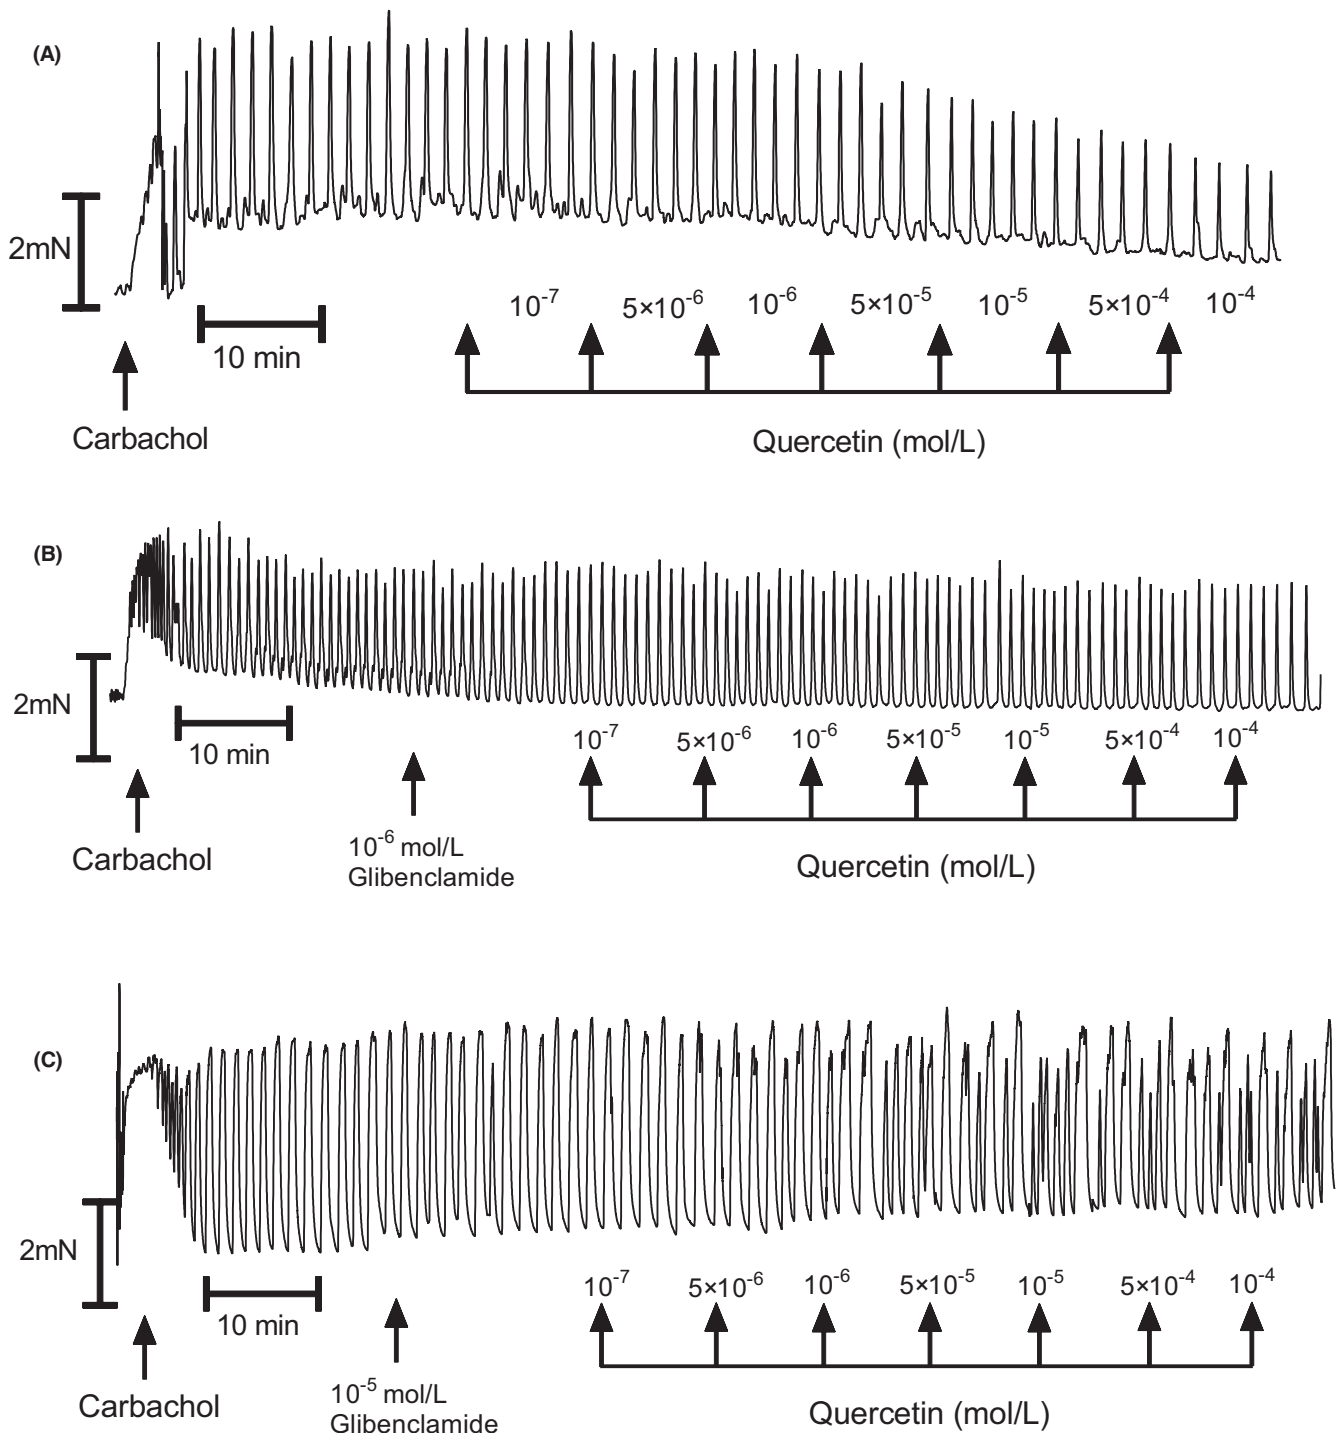 (A)
2mN
10 min
Carbachol
10⁻⁷ 5×10⁻⁶ 10⁻⁶ 5×10⁻⁵ 10⁻⁵ 5×10⁻⁴ 10⁻⁴
Quercetin (mol/L)
(B)
2mN
10 min
Carbachol
10⁻⁶ mol/L
Glibenclamide
10⁻⁷ 5×10⁻⁶ 10⁻⁶ 5×10⁻⁵ 10⁻⁵ 5×10⁻⁴ 10⁻⁴
Quercetin (mol/L)
(C)
2mN
10 min
Carbachol
10⁻⁵ mol/L
Glibenclamide
10⁻⁷ 5×10⁻⁶ 10⁻⁶ 5×10⁻⁵ 10⁻⁵ 5×10⁻⁴ 10⁻⁴
Quercetin (mol/L)